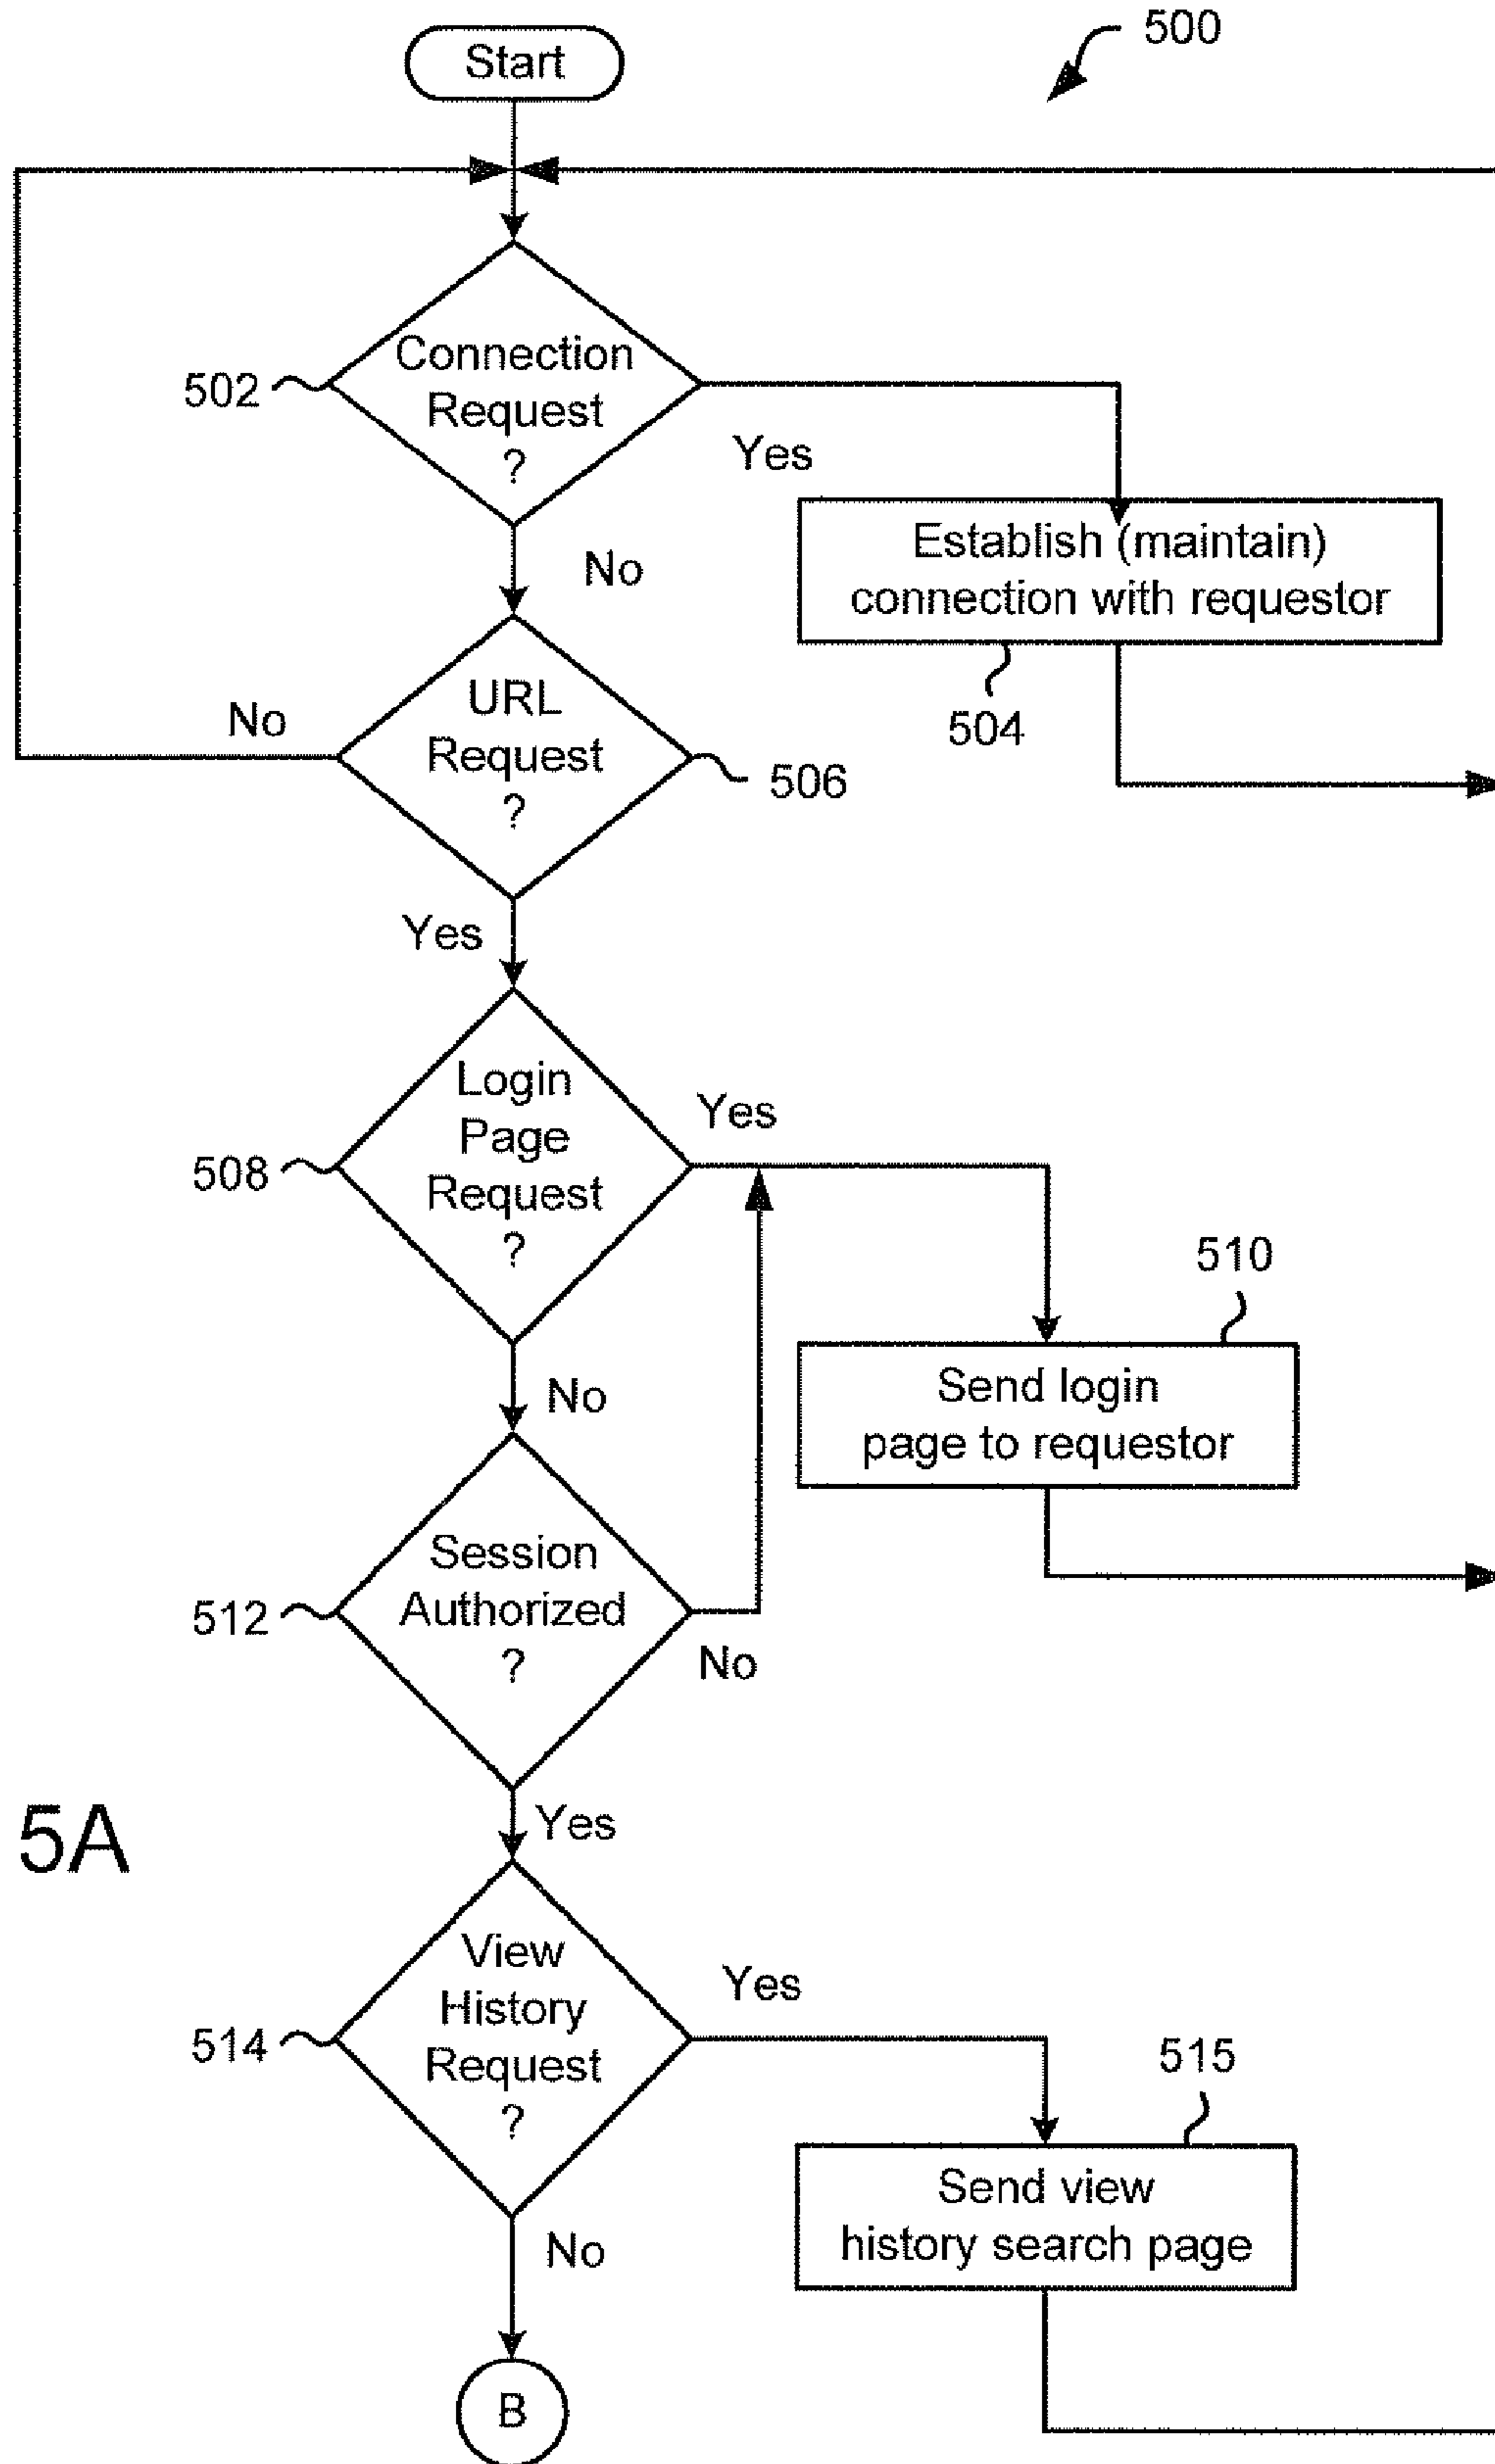 500
Start
Connection
Request
?
502
Yes
No
Establish (maintain)
connection with requestor
504
URL
Request
?
No
506
Yes
Login
Page
Request
?
508
Yes
No
510
Send login
page to requestor
Session
Authorized
?
512
No
Yes
5A
View
History
Request
?
514
Yes
515
Send view
history search page
No
B